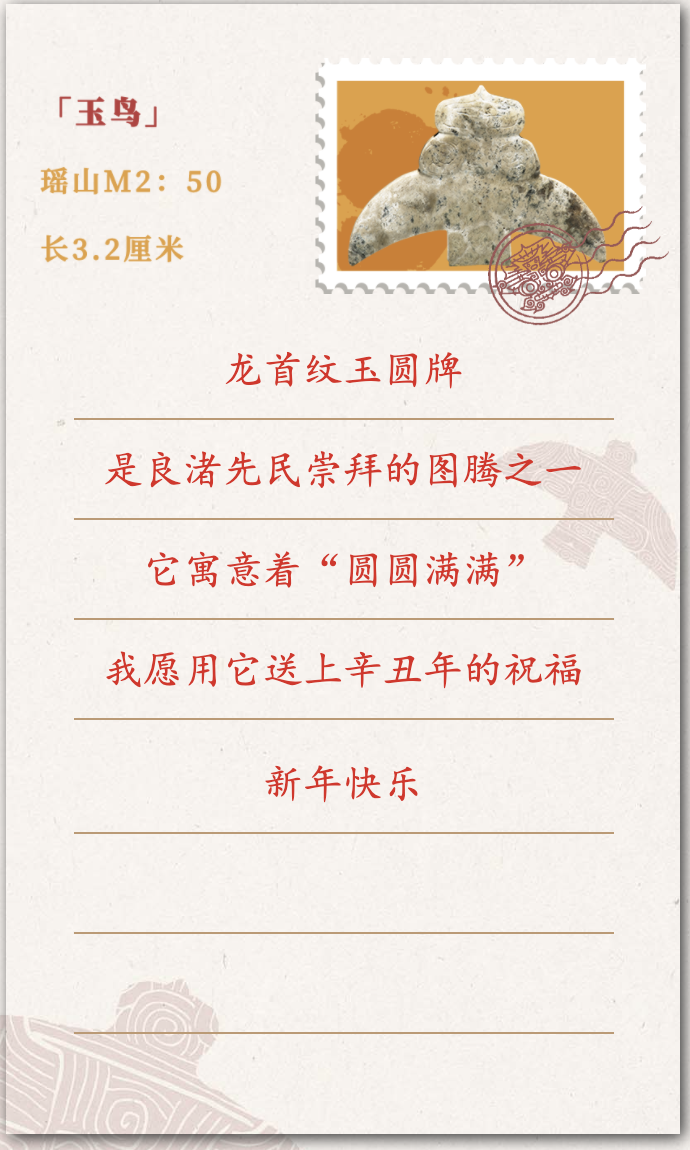 「玉鸟」
瑶山M2：50
长3.2厘米
龙首纹玉圆牌
是良渚先民崇拜的图腾之一
它寓意着“圆圆满满”
我愿用它送上辛丑年的祝福
新年快乐